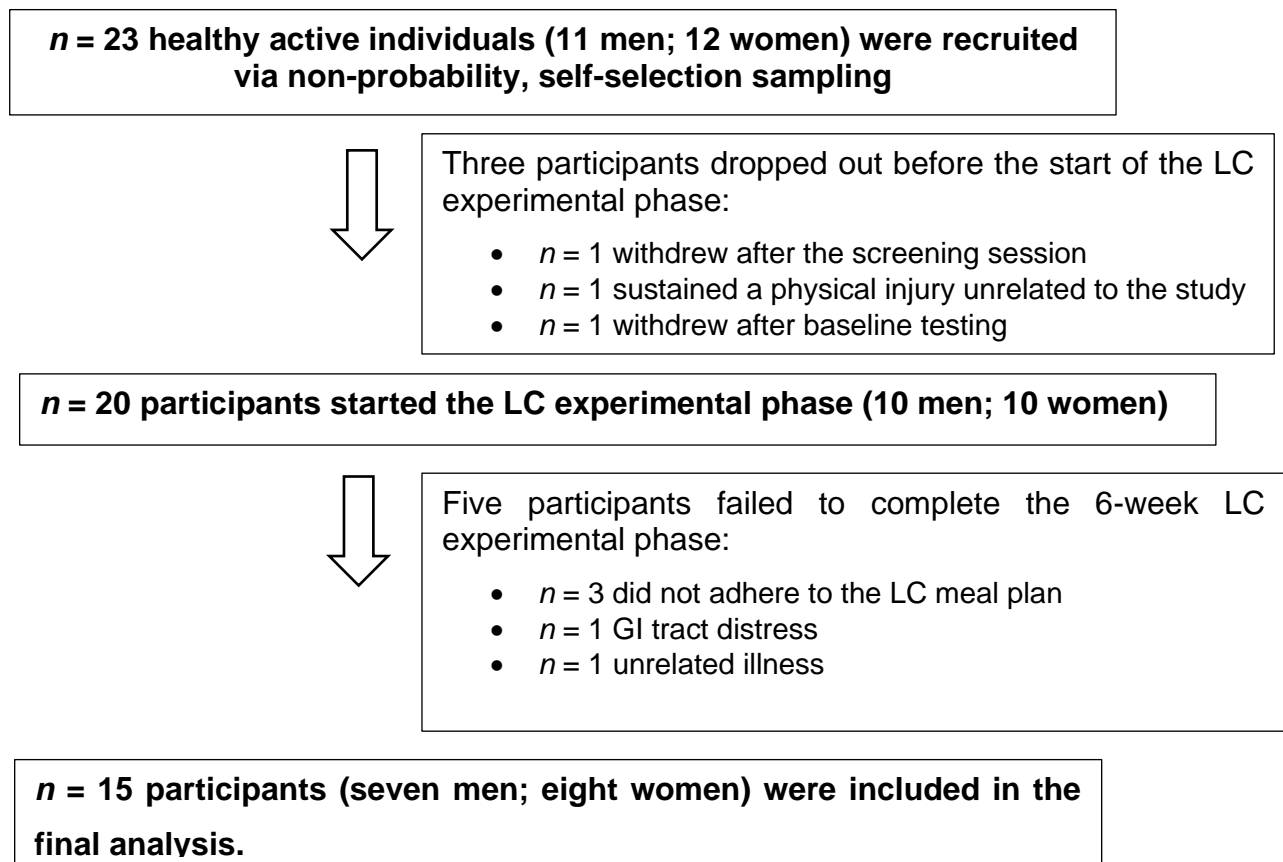 n = 23 healthy active individuals (11 men; 12 women) were recruited
via non-probability, self-selection sampling
Three participants dropped out before the start of the LC
experimental phase:
• n = 1 withdrew after the screening session
• n = 1 sustained a physical injury unrelated to the study
• n = 1 withdrew after baseline testing
n = 20 participants started the LC experimental phase (10 men; 10 women)
Five participants failed to complete the 6-week LC
experimental phase:
• n = 3 did not adhere to the LC meal plan
• n = 1 GI tract distress
• n = 1 unrelated illness
n = 15 participants (seven men; eight women) were included in the
final analysis.